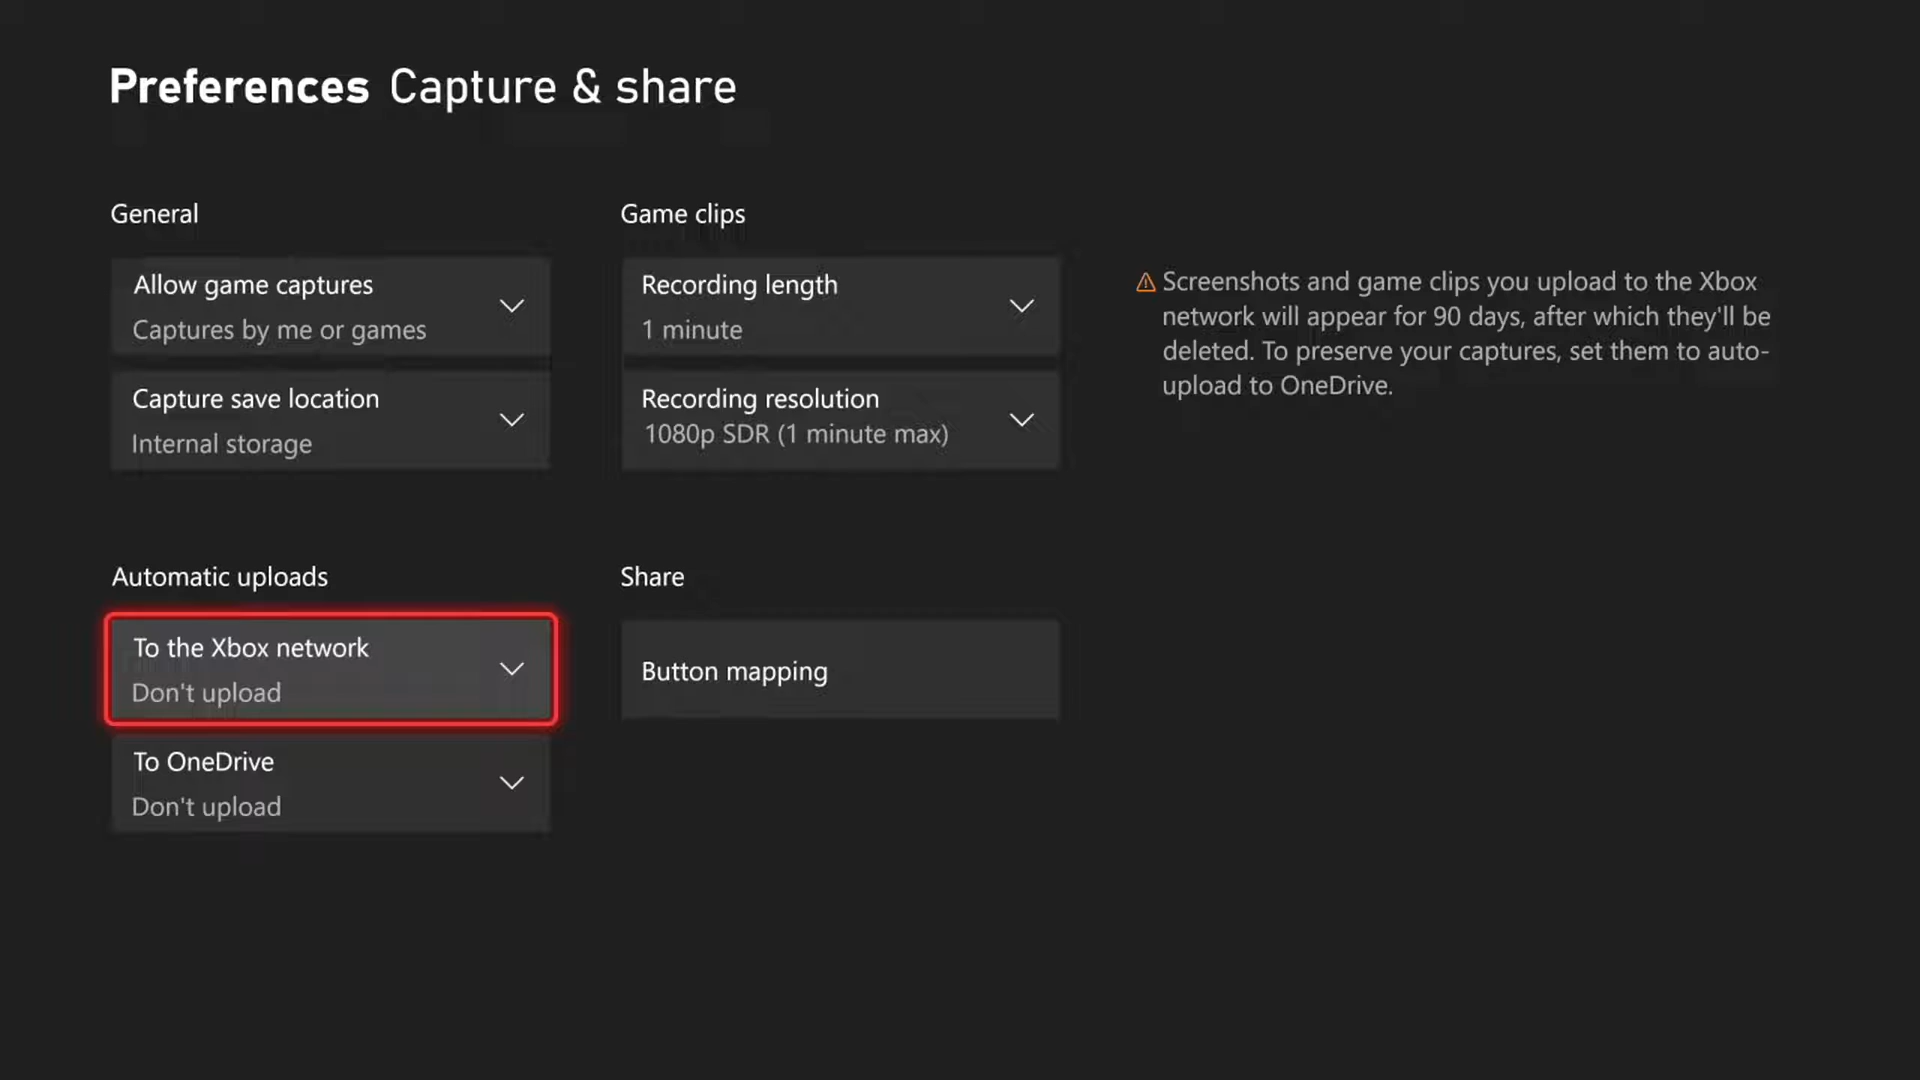 Preferences Capture & share
General
Allow game captures
Captures by me or games
Capture save location
Internal storage
Game clips
Recording length
1 minute
Recording resolution
1080p SDR (1 minute max)
Screenshots and game clips you upload to the Xbox
network will appear for 90 days, after which they'll be
deleted. To preserve your captures, set them to auto-
upload to OneDrive.
Automatic uploads
To the Xbox network
Don't upload
To OneDrive
Don't upload
Share
Button mapping